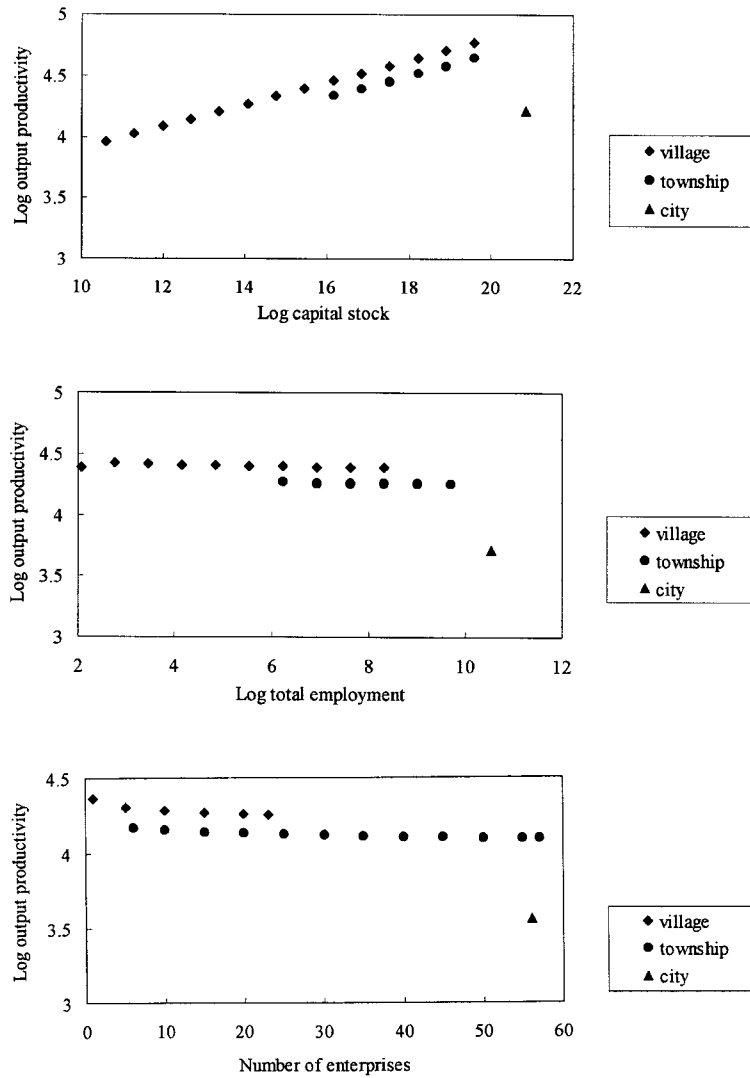 5
4.5
4
3.5
3
Log output productivity
10 12 14 16 18 20 22
Log capital stock
village
township
city
5
4.5
4
3.5
3
Log output productivity
2 4 6 8 10 12
Log total employment
village
township
city
4.5
4
3.5
3
Log output productivity
0 10 20 30 40 50 60
Number of enterprises
village
township
city